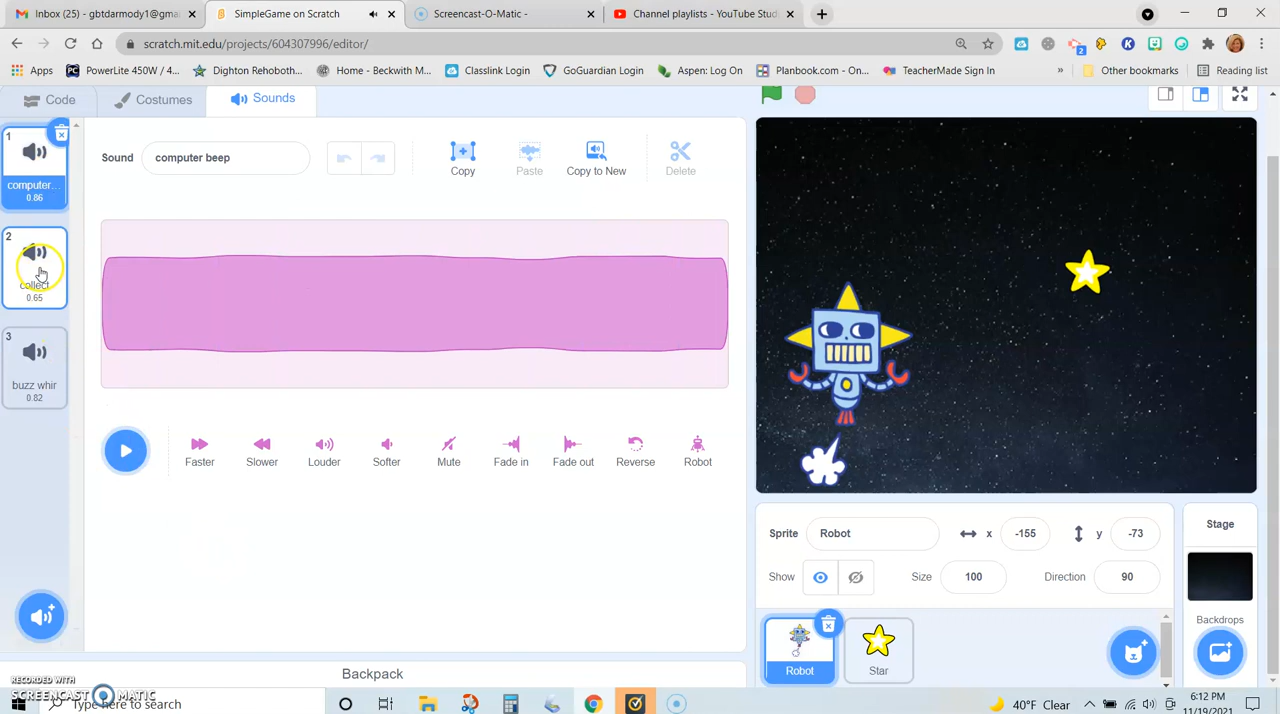 Inbox (25) - gbtdarmody1@gmai
SimpleGame on Scratch
Screencast-O-Matic -
Channel playlists - YouTube Stud
scratch.mit.edu/projects/604307996/editor/
2
Apps
PowerLite 450W / 4...
Dighton Rehoboth...
Home - Beckwith M...
Classlink Login
GoGuardian Login
Aspen: Log On
Planbook.com - On...
TeacherMade Sign In
»
Other bookmarks
Reading list
Code
Costumes
Sounds
1
computer...
0.86
2
collect
0.65
3
buzz whir
0.82
Sound
computer beep
Copy
Paste
Copy to New
Delete
Faster
Slower
Louder
Softer
Mute
Fade in
Fade out
Reverse
Robot
Sprite
Robot
x
-155
y
-73
Show
Size
100
Direction
90
Robot
Star
Stage
Backdrops
Backpack
RECORDED WITH
SCREENCAST MATIC
Type here to search
40°F Clear
6:12 PM
11/19/2021